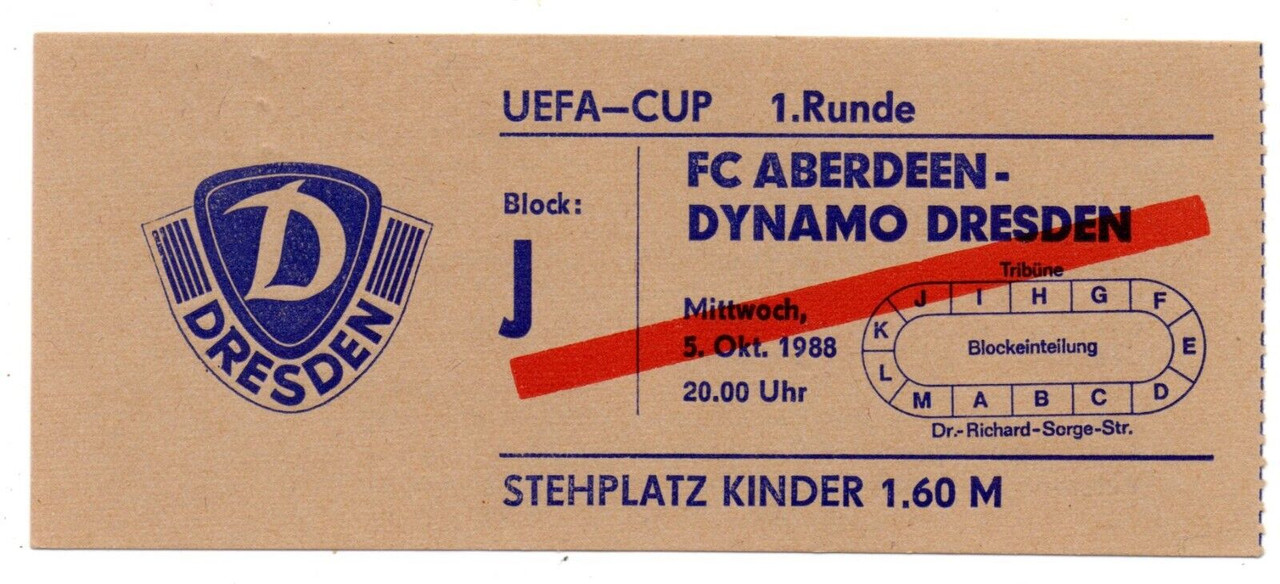 D
DRESDEN
UEFA–CUP 1.Runde
Block:
J
FC ABERDEEN-
DYNAMO DRESDEN
Mittwoch,
5. Okt. 1988
20.00 Uhr
Tribüne
J I H G F
K E
Blockeinteilung
L
M A B C D
Dr.-Richard-Sorge-Str.
STEHPLATZ KINDER 1.60 M